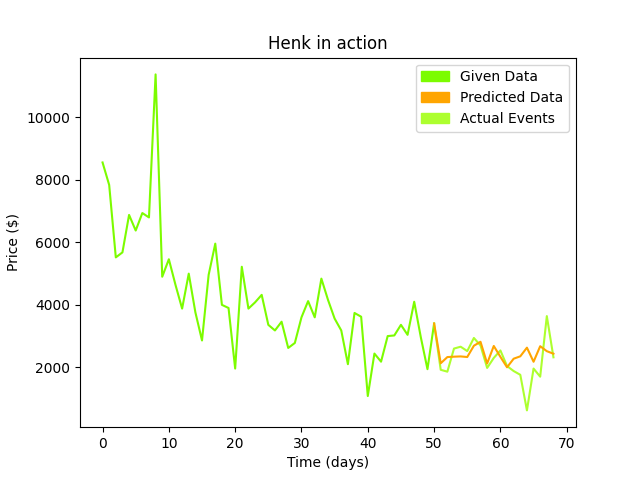 Henk in action
Given Data
Predicted Data
Actual Events
Price ($)
10000
8000
6000
4000
2000
0 10 20 30 40 50 60 70
Time (days)